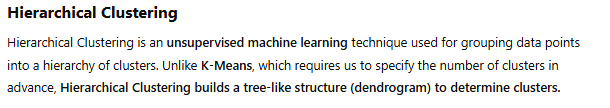 Hierarchical Clustering
Hierarchical Clustering is an unsupervised machine learning technique used for grouping data points
into a hierarchy of clusters. Unlike K-Means, which requires us to specify the number of clusters in
advance, Hierarchical Clustering builds a tree-like structure (dendrogram) to determine clusters.